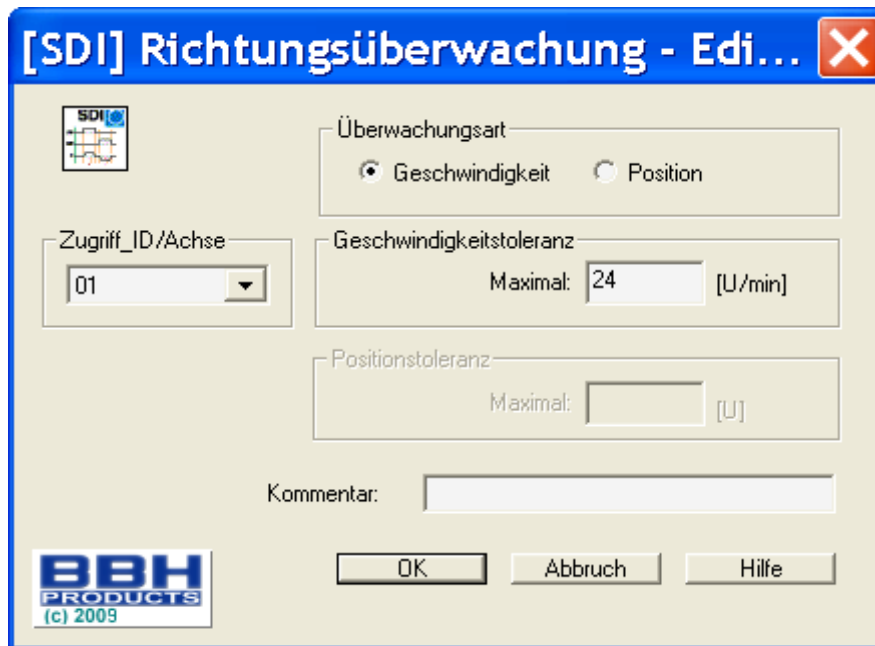 [SDI] Richtungsüberwachung - Edi...
SDI
Überwachungsart
Geschwindigkeit Position
Zugriff_ID/Achse
01
Geschwindigkeitstoleranz
Maximal: 24 [U/min]
Positionstoleranz
Maximal: [U]
Kommentar:
BBH
PRODUCTS
(c) 2009
OK Abbruch Hilfe